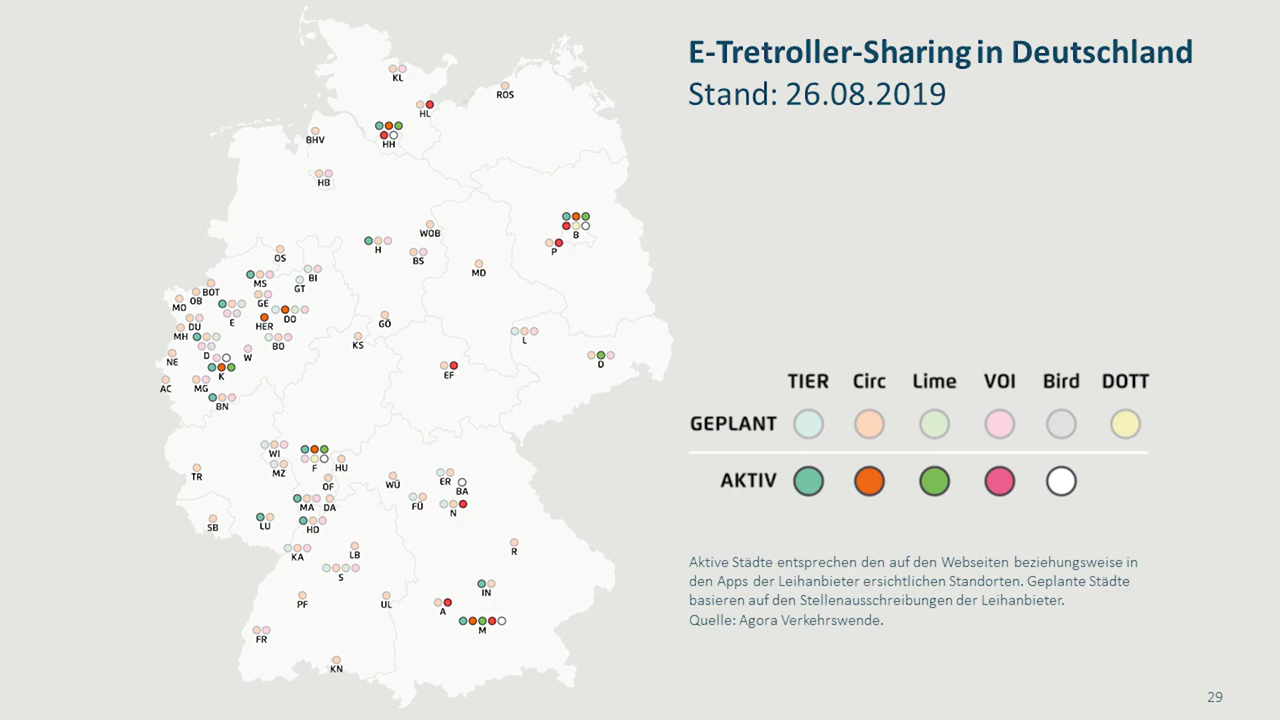 E-Tretroller-Sharing in Deutschland
Stand: 26.08.2019
KL
ROS
HL
BHV
HH
HB
WOB
B
H
P
OS
BS
MD
BI
MS
GT
BOT
OB
MO
GE
E
DO
DU
HER
GÖ
MH
BO
KS
L
D
W
NE
D
K
EF
AC
MG
BN
WI
F
HU
TR
MZ
OF
WÜ
ER
BA
MA
DA
FÜ
N
SB
LU
HD
KA
LB
R
S
IN
PF
UL
A
M
FR
KN
TIER Circ Lime VOI Bird DOTT
GEPLANT
AKTIV
Aktive Städte entsprechen den auf den Webseiten beziehungsweise in
den Apps der Leihanbieter ersichtlichen Standorten. Geplante Städte
basieren auf den Stellenausschreibungen der Leihanbieter.
Quelle: Agora Verkehrswende.
29